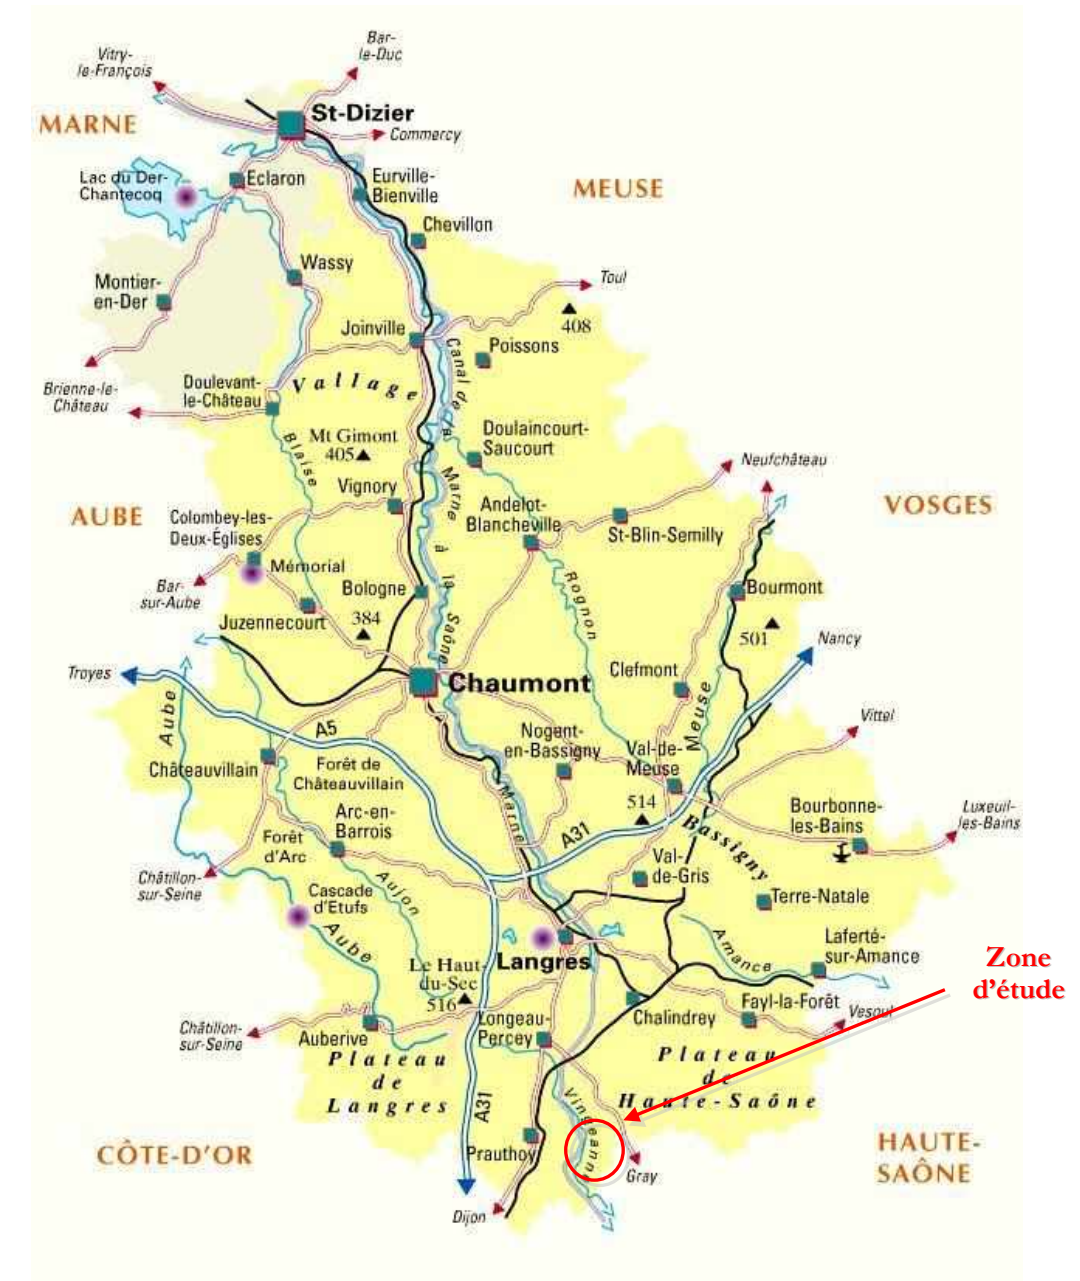 Bar-
le-Duc
Vitry-
le-François
St-Dizier
MARNE
Commercy
Lac du Der-
Chantecoq
Eclaron
Eurville-
Bienville
MEUSE
Chevillon
Wassy
Montier-
en-Der
Toul
408
Joinville
Poissons
Canal de la Marne à la Saône
Brienne-le-
Château
Doulevant-
le-Château
Vallage
Mt Gimont
405
Blaise
Doulaincourt-
Saucourt
Neufchâteau
Vignory
Andelot-
Blancheville
VOSGES
AUBE
Colombey-les-
Deux-Églises
St-Blin-Semilly
Mémorial
Bar-
sur-Aube
Bologne
Rognon
Bourmont
Juzennecourt
384
501
Nancy
Troyes
Chaumont
Clefmont
Meuse
Aube
A5
Vittel
Nogent-
en-Bassigny
Val-de-
Meuse
Châteauvillain
Forêt de
Châteauvillain
Marne
514
Bassigny
Bourbonne-
les-Bains
Luxeuil-
les-Bains
Arc-en-
Barrois
A31
Forêt
d'Arc
Val-
de-Gris
Châtillon-
sur-Seine
Aujon
Cascade
d'Etufs
Terre-Natale
Aube
Amance
Laferté-
sur-Amance
Zone
d'étude
Langres
Le Haut-
du-Sec
516
Fayl-la-Forêt
Vesoul
Châtillon-
sur-Seine
Auberive
Longeau-
Percey
Chalindrey
Plateau
de
Langres
Plateau
de
Haute-Saône
A31
Vingeanne
Prauthoy
CÔTE-D'OR
HAUTE-
SAÔNE
Gray
Dijon